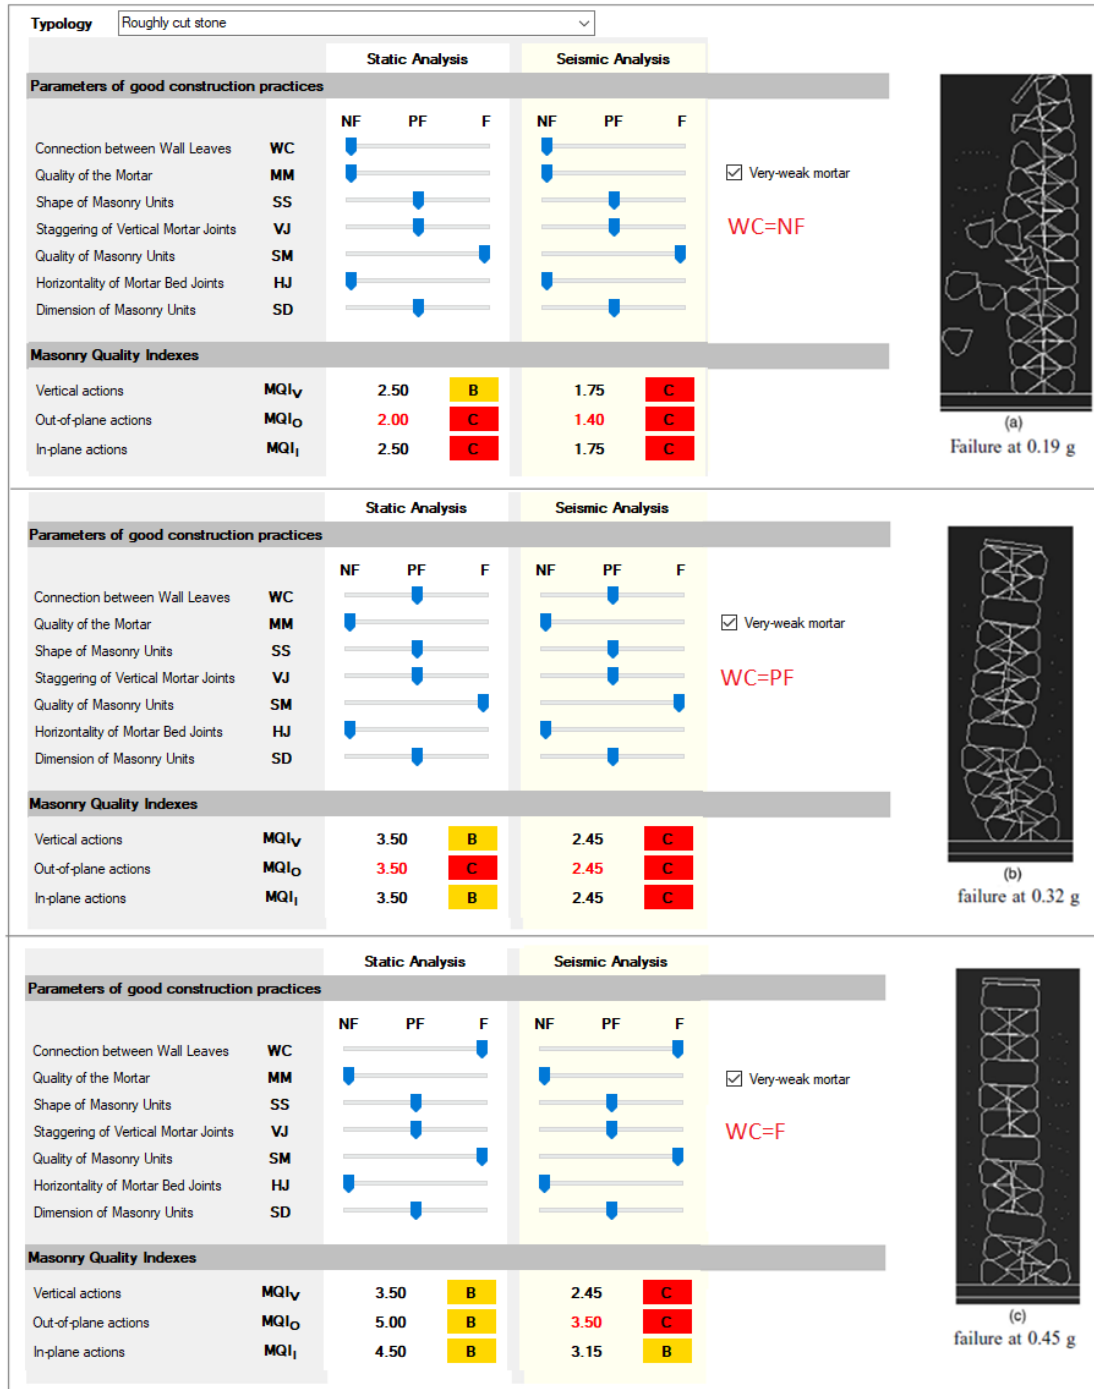 Typology Roughly cut stone
Static Analysis Seismic Analysis
Parameters of good construction practices
NF PF F NF PF F
Connection between Wall Leaves WC
Quality of the Mortar MM Very-weak mortar
Shape of Masonry Units SS
Staggering of Vertical Mortar Joints VJ WC=NF
Quality of Masonry Units SM
Horizontality of Mortar Bed Joints HJ
Dimension of Masonry Units SD
Masonry Quality Indexes
Vertical actions MQIV 2.50 B 1.75 C
Out-of-plane actions MQIO 2.00 C 1.40 C
In-plane actions MQII 2.50 C 1.75 C
(a)
Failure at 0.19 g
Static Analysis Seismic Analysis
Parameters of good construction practices
NF PF F NF PF F
Connection between Wall Leaves WC
Quality of the Mortar MM Very-weak mortar
Shape of Masonry Units SS
Staggering of Vertical Mortar Joints VJ WC=PF
Quality of Masonry Units SM
Horizontality of Mortar Bed Joints HJ
Dimension of Masonry Units SD
Masonry Quality Indexes
Vertical actions MQIV 3.50 B 2.45 C
Out-of-plane actions MQIO 3.50 C 2.45 C
In-plane actions MQII 3.50 B 2.45 C
(b)
failure at 0.32 g
Static Analysis Seismic Analysis
Parameters of good construction practices
NF PF F NF PF F
Connection between Wall Leaves WC
Quality of the Mortar MM Very-weak mortar
Shape of Masonry Units SS
Staggering of Vertical Mortar Joints VJ WC=F
Quality of Masonry Units SM
Horizontality of Mortar Bed Joints HJ
Dimension of Masonry Units SD
Masonry Quality Indexes
Vertical actions MQIV 3.50 B 2.45 C
Out-of-plane actions MQIO 5.00 B 3.50 C
In-plane actions MQII 4.50 B 3.15 B
(c)
failure at 0.45 g